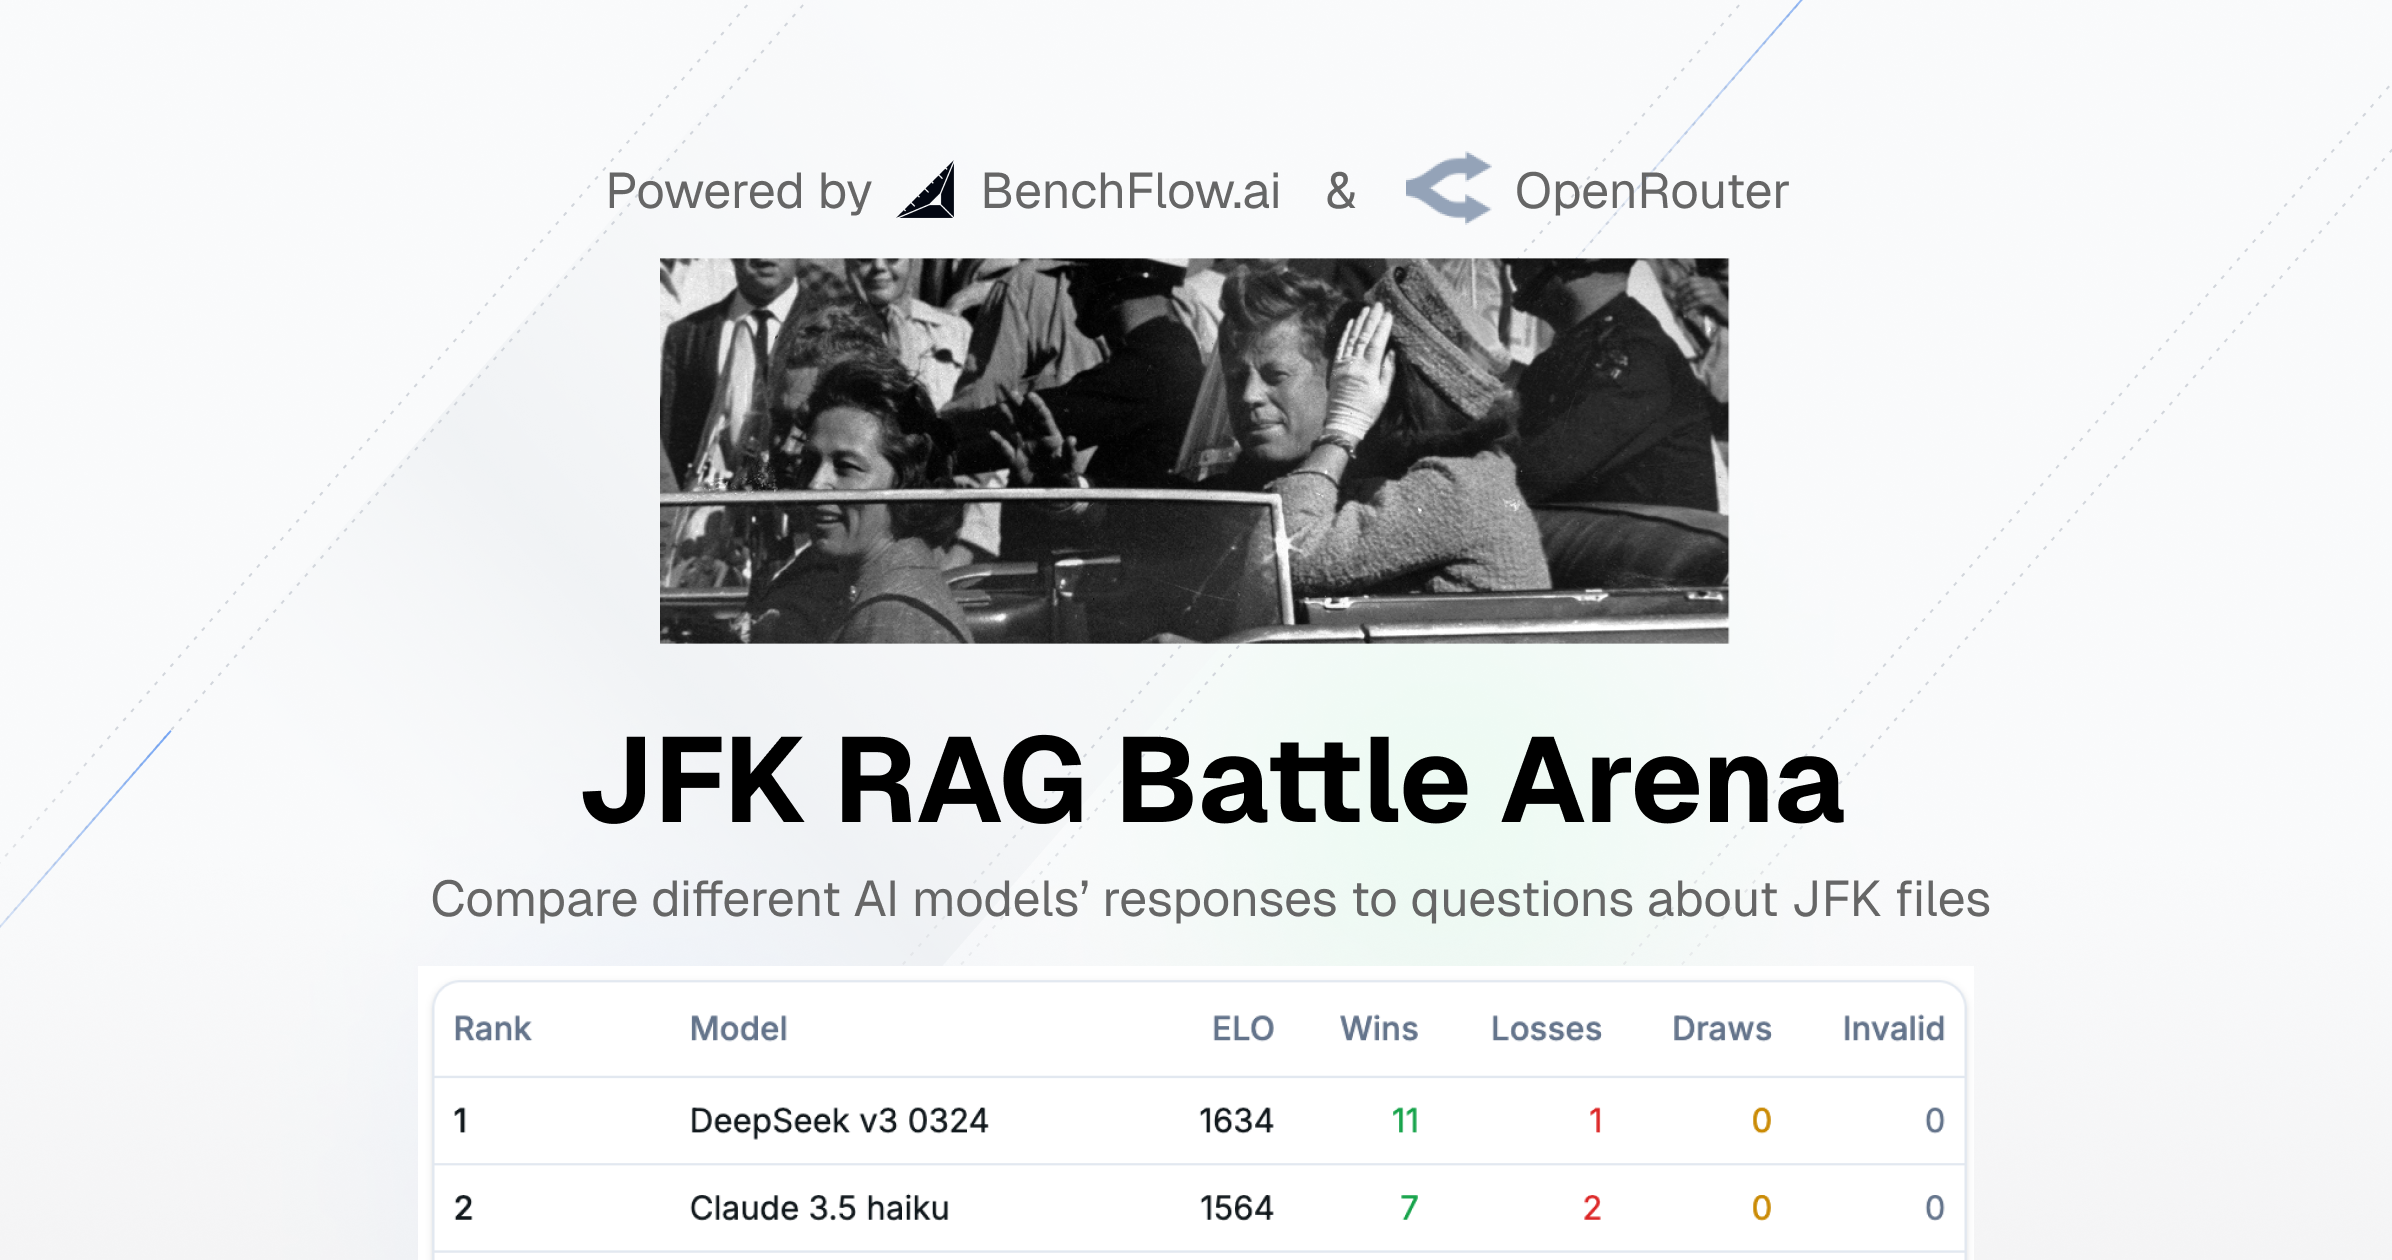 Powered by BenchFlow.ai & OpenRouter
JFK RAG Battle Arena
Compare different AI models’ responses to questions about JFK files
Rank Model ELO Wins Losses Draws Invalid
1 DeepSeek v3 0324 1634 11 1 0 0
2 Claude 3.5 haiku 1564 7 2 0 0